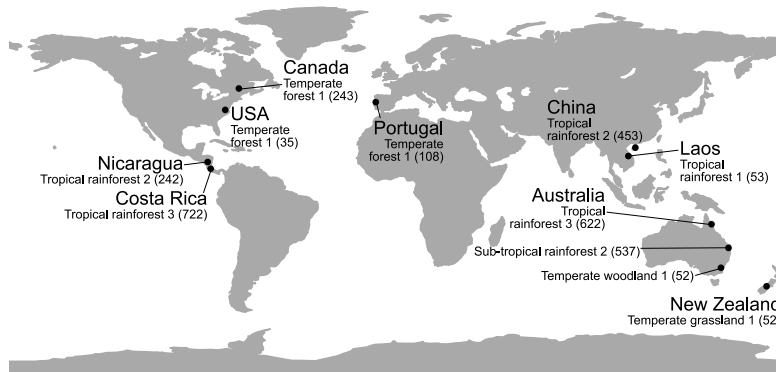 Canada
Temperate
forest 1 (243)
USA
Temperate
forest 1 (35)
Nicaragua
Tropical rainforest 2 (242)
Costa Rica
Tropical rainforest 3 (722)
Portugal
Temperate
forest 1 (108)
China
Tropical
rainforest 2 (453)
Laos
Tropical
rainforest 1 (53)
Australia
Tropical
rainforest 3 (622)
Sub-tropical rainforest 2 (537)
Temperate woodland 1 (52)
New Zealand
Temperate grassland 1 (52